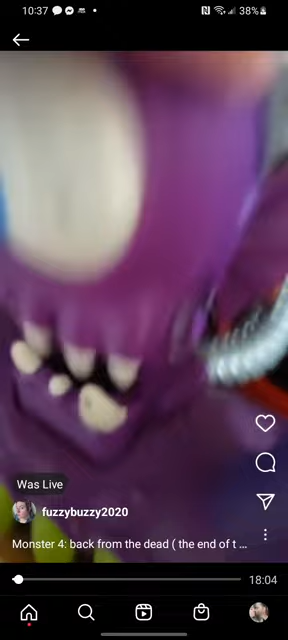 10:37
38%
Was Live
fuzzybuzzy2020
Monster 4: back from the dead ( the end of t ...
18:04